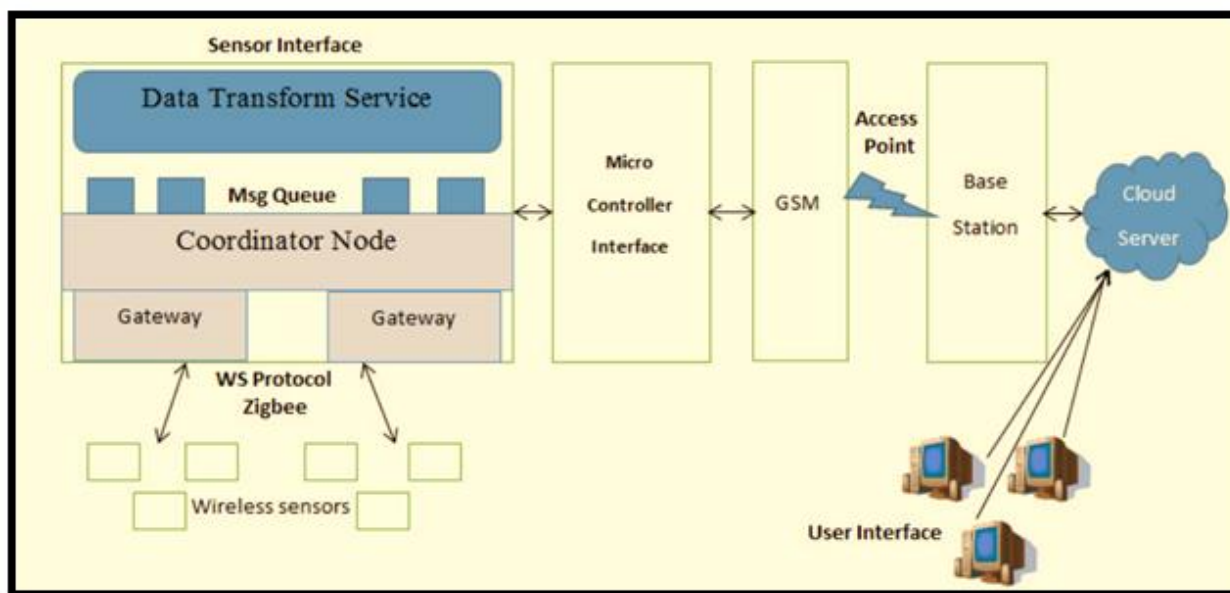 Sensor Interface
Data Transform Service
Msg Queue
Coordinator Node
Gateway
Gateway
WS Protocol
Zigbee
Wireless sensors
Micro
Controller
Interface
GSM
Access
Point
Base
Station
Cloud
Server
User Interface